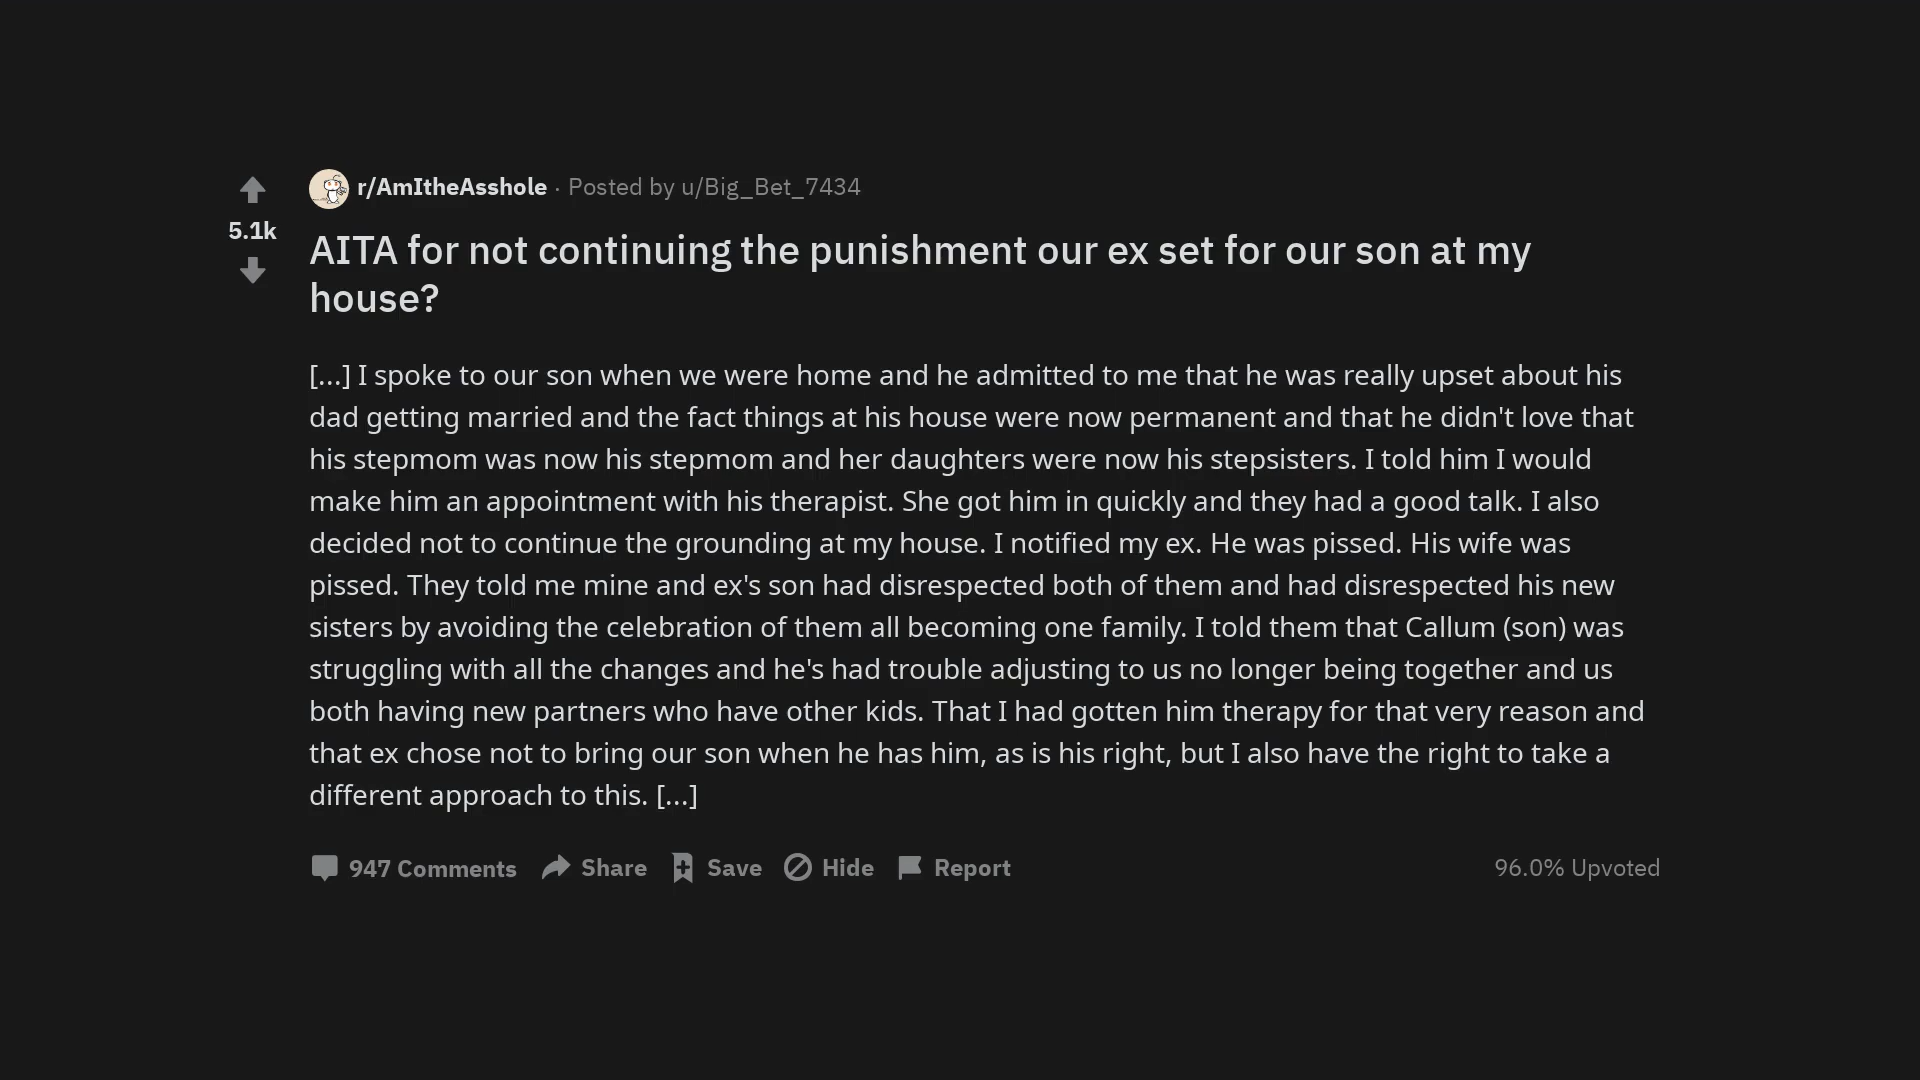 r/AmItheAsshole · Posted by u/Big_Bet_7434
5.1k
AITA for not continuing the punishment our ex set for our son at my
house?
[...] I spoke to our son when we were home and he admitted to me that he was really upset about his
dad getting married and the fact things at his house were now permanent and that he didn't love that
his stepmom was now his stepmom and her daughters were now his stepsisters. I told him I would
make him an appointment with his therapist. She got him in quickly and they had a good talk. I also
decided not to continue the grounding at my house. I notified my ex. He was pissed. His wife was
pissed. They told me mine and ex's son had disrespected both of them and had disrespected his new
sisters by avoiding the celebration of them all becoming one family. I told them that Callum (son) was
struggling with all the changes and he's had trouble adjusting to us no longer being together and us
both having new partners who have other kids. That I had gotten him therapy for that very reason and
that ex chose not to bring our son when he has him, as is his right, but I also have the right to take a
different approach to this. [...]
947 Comments Share Save Hide Report 96.0% Upvoted